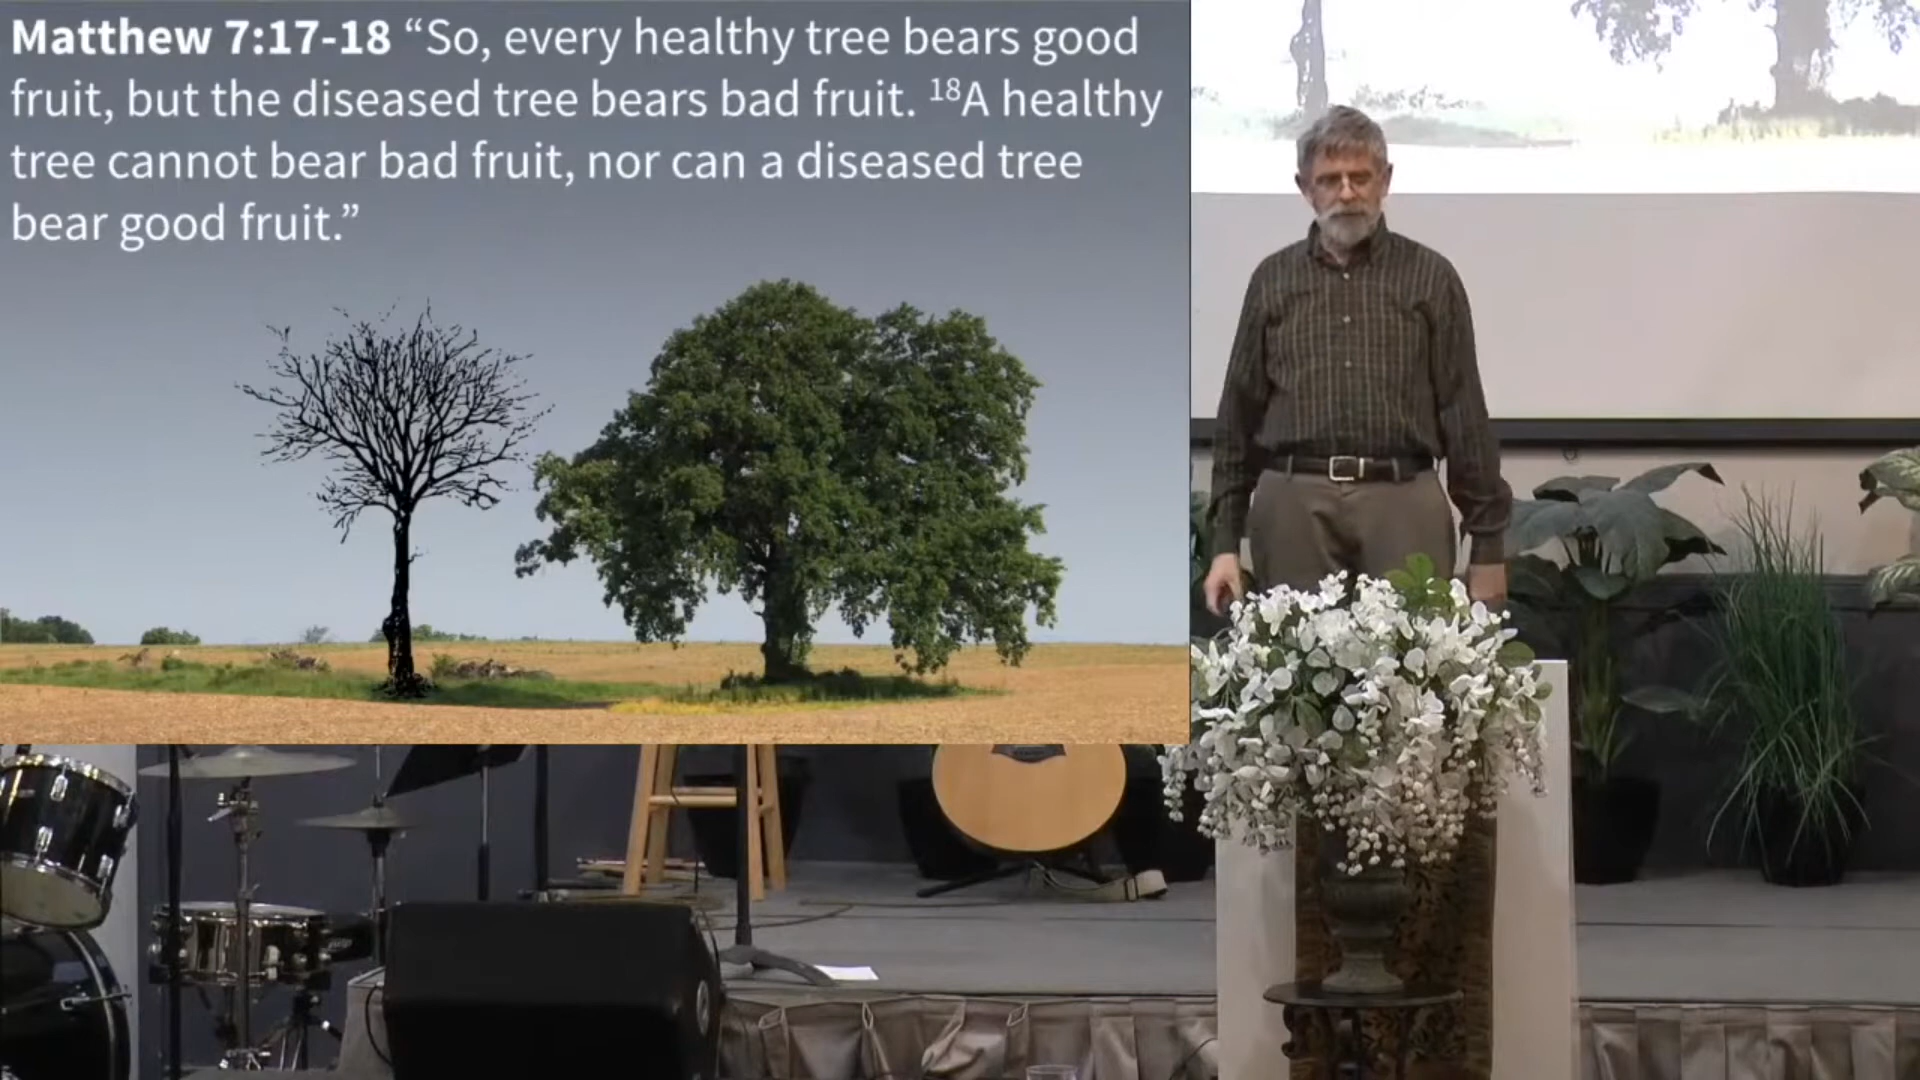 Matthew 7:17-18 “So, every healthy tree bears good
fruit, but the diseased tree bears bad fruit. 18A healthy
tree cannot bear bad fruit, nor can a diseased tree
bear good fruit.”